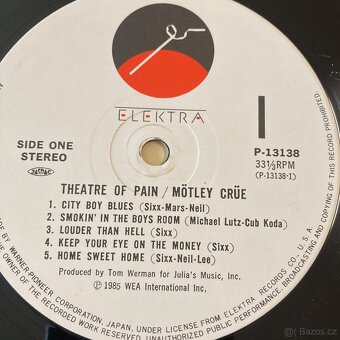 ELEKTRA
SIDE ONE
STEREO
I
P-13138
33⅓RPM
(P-13138-1)
THEATRE OF PAIN / MÖTLEY CRÜE
1. CITY BOY BLUES (Sixx-Mars-Neil)
2. SMOKIN' IN THE BOYS ROOM (Michael Lutz-Cub Koda)
3. LOUDER THAN HELL (Sixx)
4. KEEP YOUR EYE ON THE MONEY (Sixx)
5. HOME SWEET HOME (Sixx-Neil-Lee)
Produced by Tom Werman for Julia's Music, Inc.
Ⓟ 1985 WEA International Inc.
BY WARNER-PIONEER CORPORATION, JAPAN, UNDER LICENSE FROM ELEKTRA RECORDS CO., U.S.A.
THE OWNER OF THE RECORDED WORK RESERVED. UNAUTHORIZED PUBLIC PERFORMANCE, BROADCASTING AND COPYING OF THIS RECORD PROHIBITED.